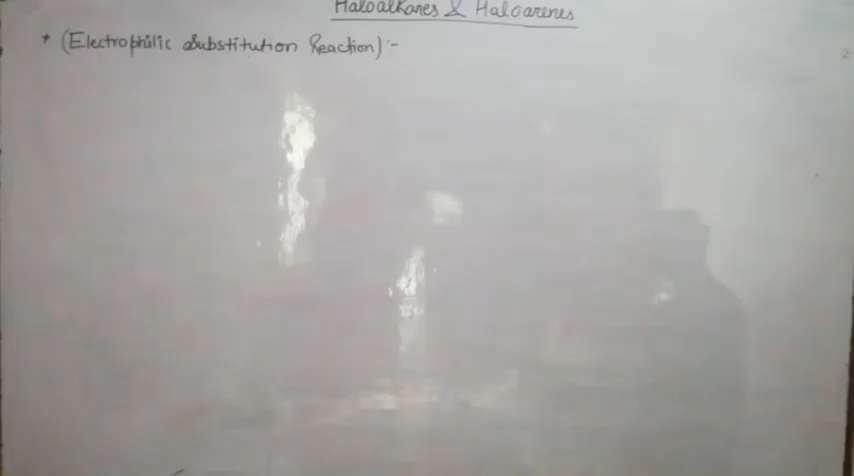 Haloalkanes & Haloarenes
* (Electrophilic Substitution Reaction):-